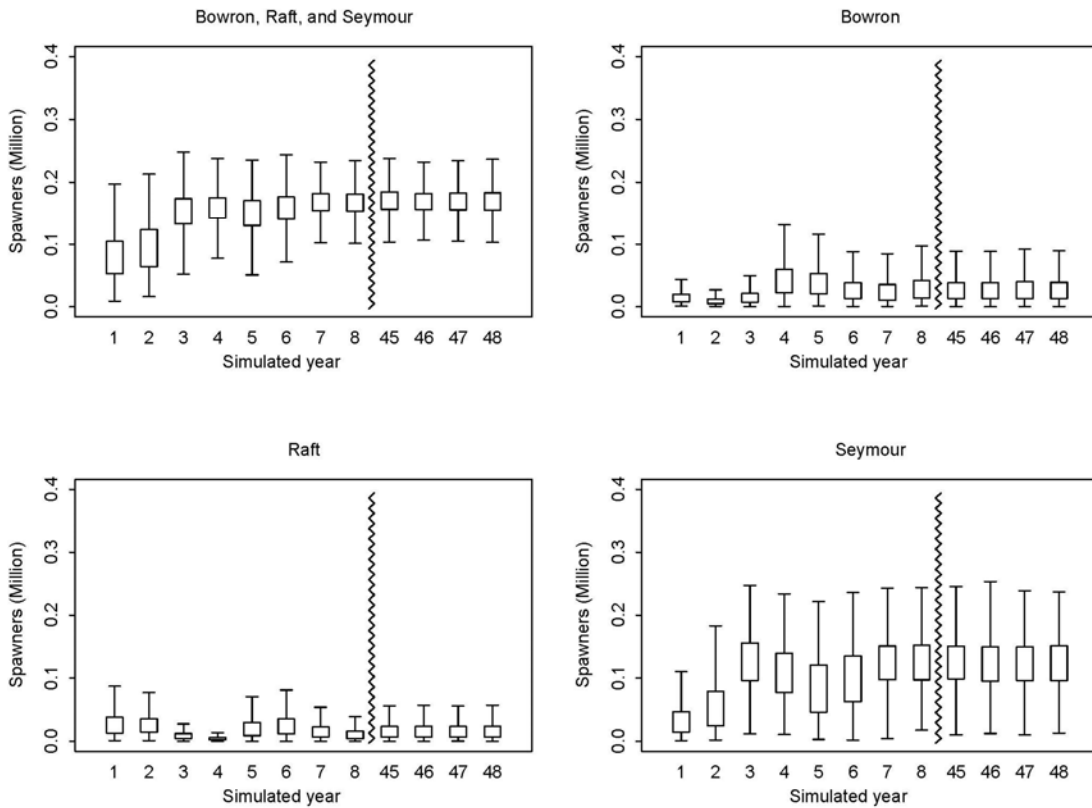 Bowron, Raft, and Seymour
Spawners (Million)
0.4
0.3
0.2
0.1
0.0
1 2 3 4 5 6 7 8 45 46 47 48
Simulated year
Bowron
Spawners (Million)
0.4
0.3
0.2
0.1
0.0
1 2 3 4 5 6 7 8 45 46 47 48
Simulated year
Raft
Spawners (Million)
0.4
0.3
0.2
0.1
0.0
1 2 3 4 5 6 7 8 45 46 47 48
Simulated year
Seymour
Spawners (Million)
0.4
0.3
0.2
0.1
0.0
1 2 3 4 5 6 7 8 45 46 47 48
Simulated year